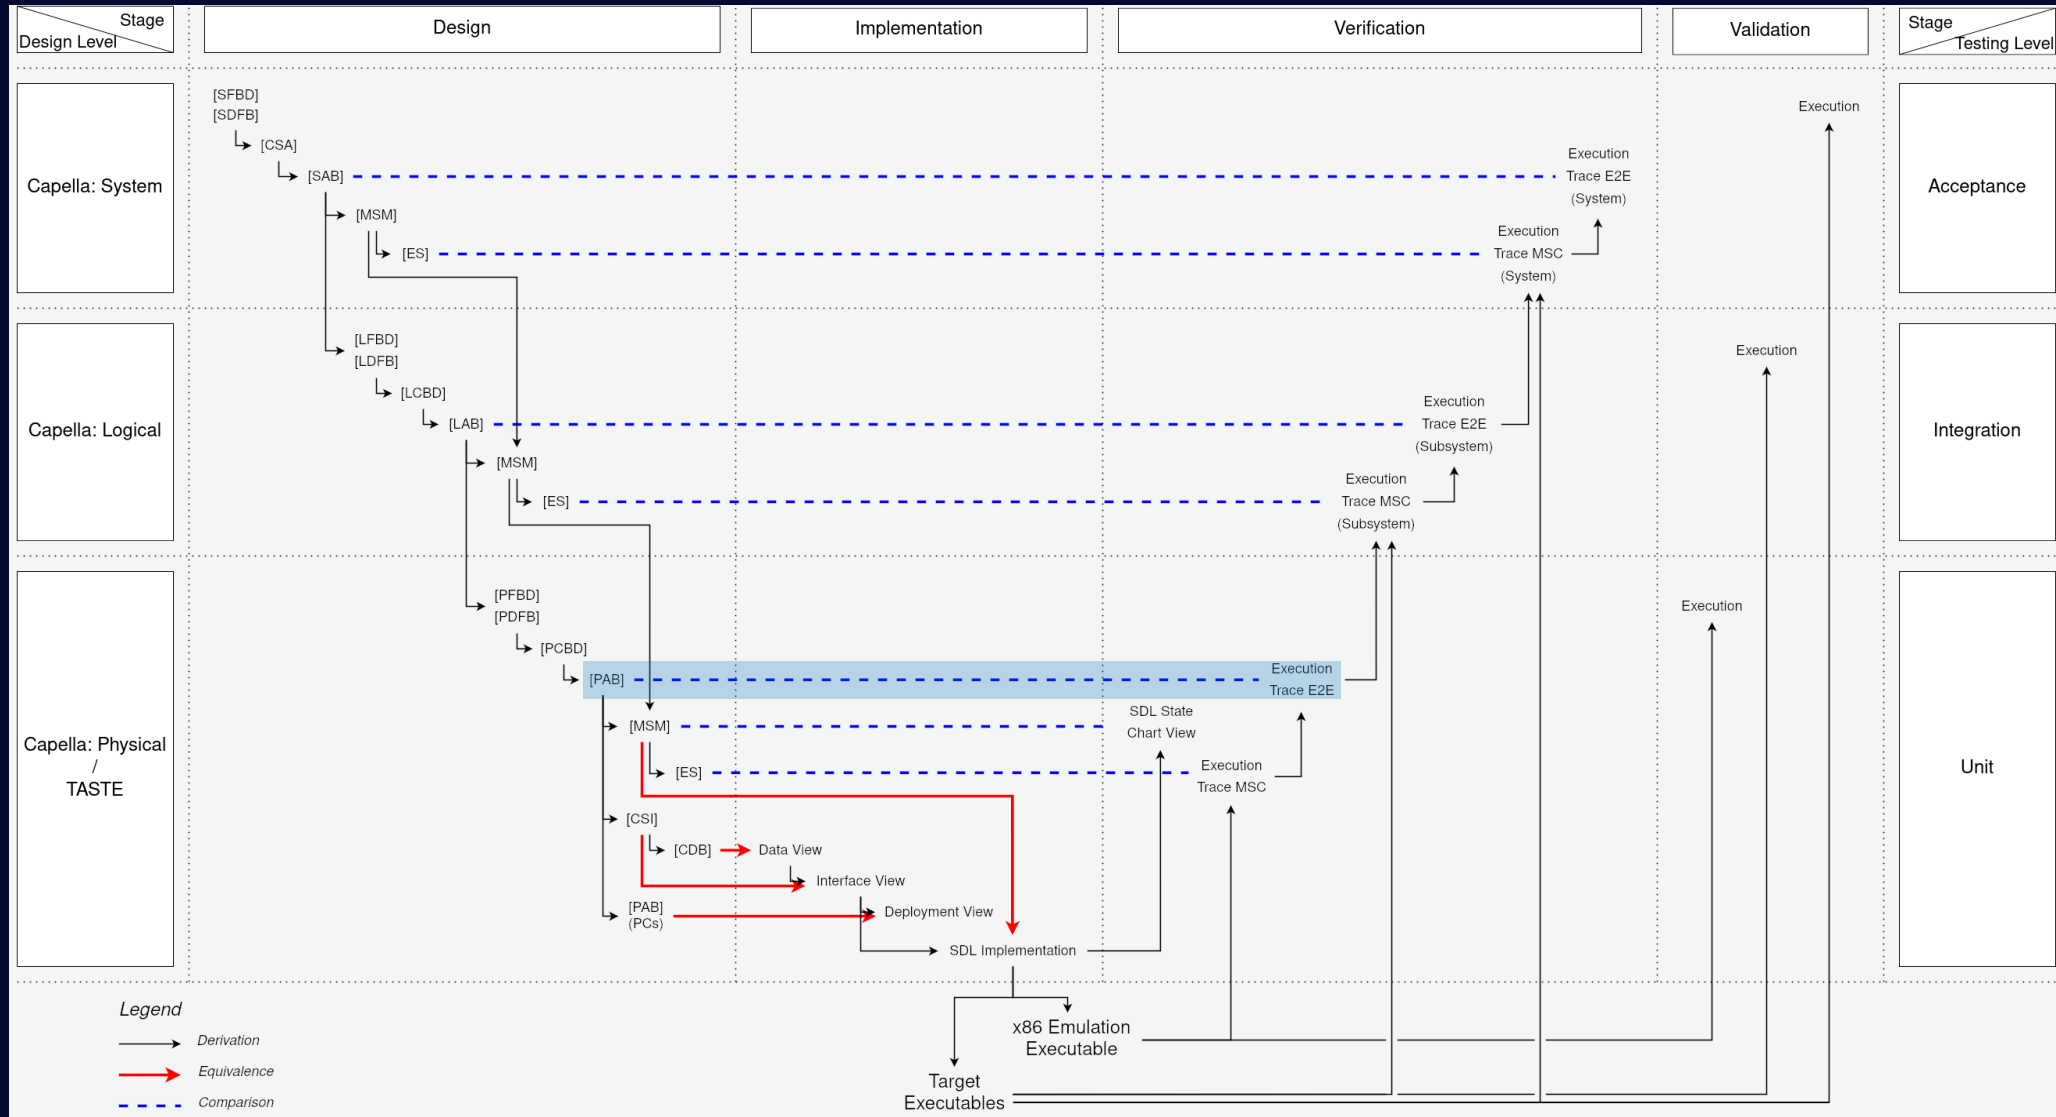 Stage
Design Level
Design
Implementation
Verification
Validation
Stage
Testing Level
Capella: System
[SFBD]
[SDFB]
[CSA]
[SAB]
[MSM]
[ES]
Execution
Trace E2E
(System)
Execution
Trace MSC
(System)
Execution
Acceptance
Capella: Logical
[LFBD]
[LDFB]
[LCBD]
[LAB]
[MSM]
[ES]
Execution
Trace E2E
(Subsystem)
Execution
Trace MSC
(Subsystem)
Execution
Integration
Capella: Physical
/
TASTE
[PFBD]
[PDFB]
[PCBD]
[PAB]
[MSM]
[ES]
[CSI]
[CDB]
[PAB]
(PCs)
Data View
Interface View
Deployment View
SDL Implementation
Execution
Trace E2E
SDL State
Chart View
Execution
Trace MSC
Execution
Unit
x86 Emulation
Executable
Target
Executables
Legend
Derivation
Equivalence
Comparison